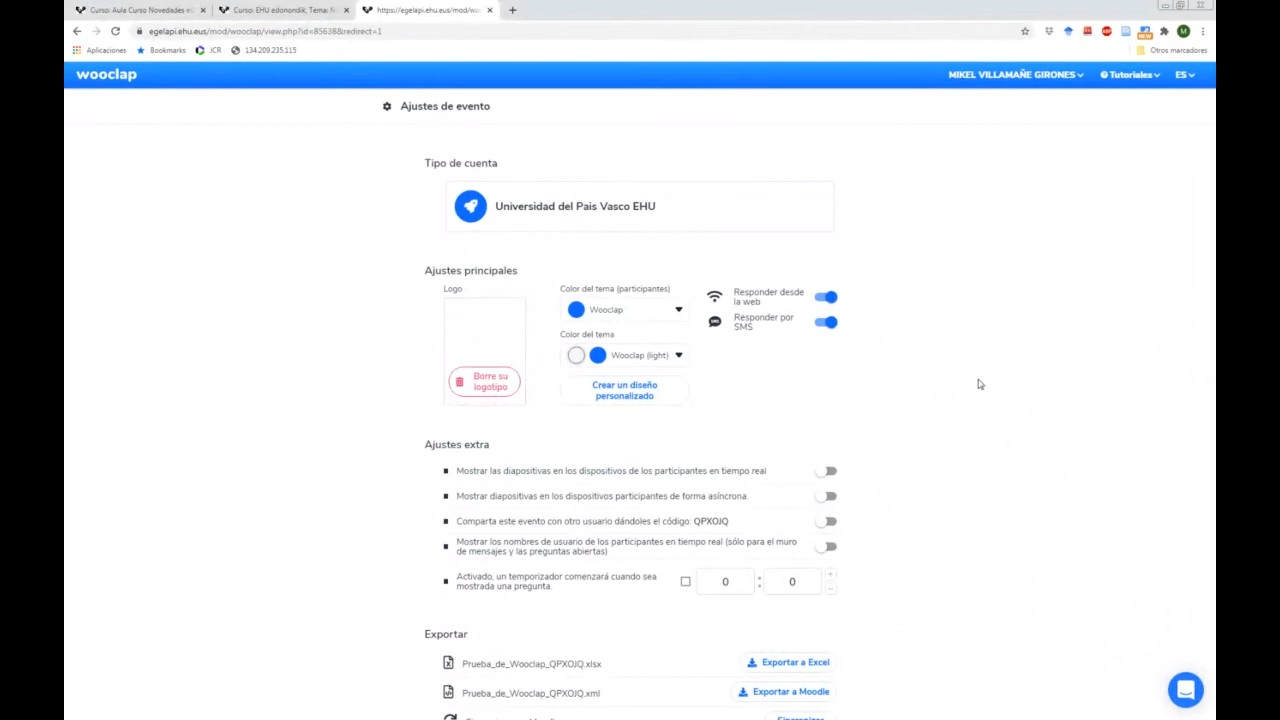 Curso: Aula Curso Novedades eG
Curso: EHU edonondik, Tema: N
https://egelapi.ehu.eus/mod/wo
egelapi.ehu.eus/mod/wooclap/view.php?id=85638&redirect=1
Aplicaciones
Bookmarks
JCR
134.209.235.115
Otros marcadores
wooclap
MIKEL VILLAMAÑE GIRONES
Tutoriales
ES
Ajustes de evento
Tipo de cuenta
Universidad del Pais Vasco EHU
Ajustes principales
Logo
Borre su
logotipo
Color del tema (participantes)
Wooclap
Color del tema
Wooclap (light)
Crear un diseño
personalizado
Responder desde
la web
Responder por
SMS
Ajustes extra
Mostrar las diapositivas en los dispositivos de los participantes en tiempo real
Mostrar diapositivas en los dispositivos participantes de forma asíncrona.
Comparta este evento con otro usuario dándoles el código: QPXOJQ
Mostrar los nombres de usuario de los participantes en tiempo real (sólo para el muro
de mensajes y las preguntas abiertas)
Activado, un temporizador comenzará cuando sea
mostrada una pregunta.
0 : 0
Exportar
Prueba_de_Wooclap_QPXOJQ.xlsx
Exportar a Excel
Prueba_de_Wooclap_QPXOJQ.xml
Exportar a Moodle